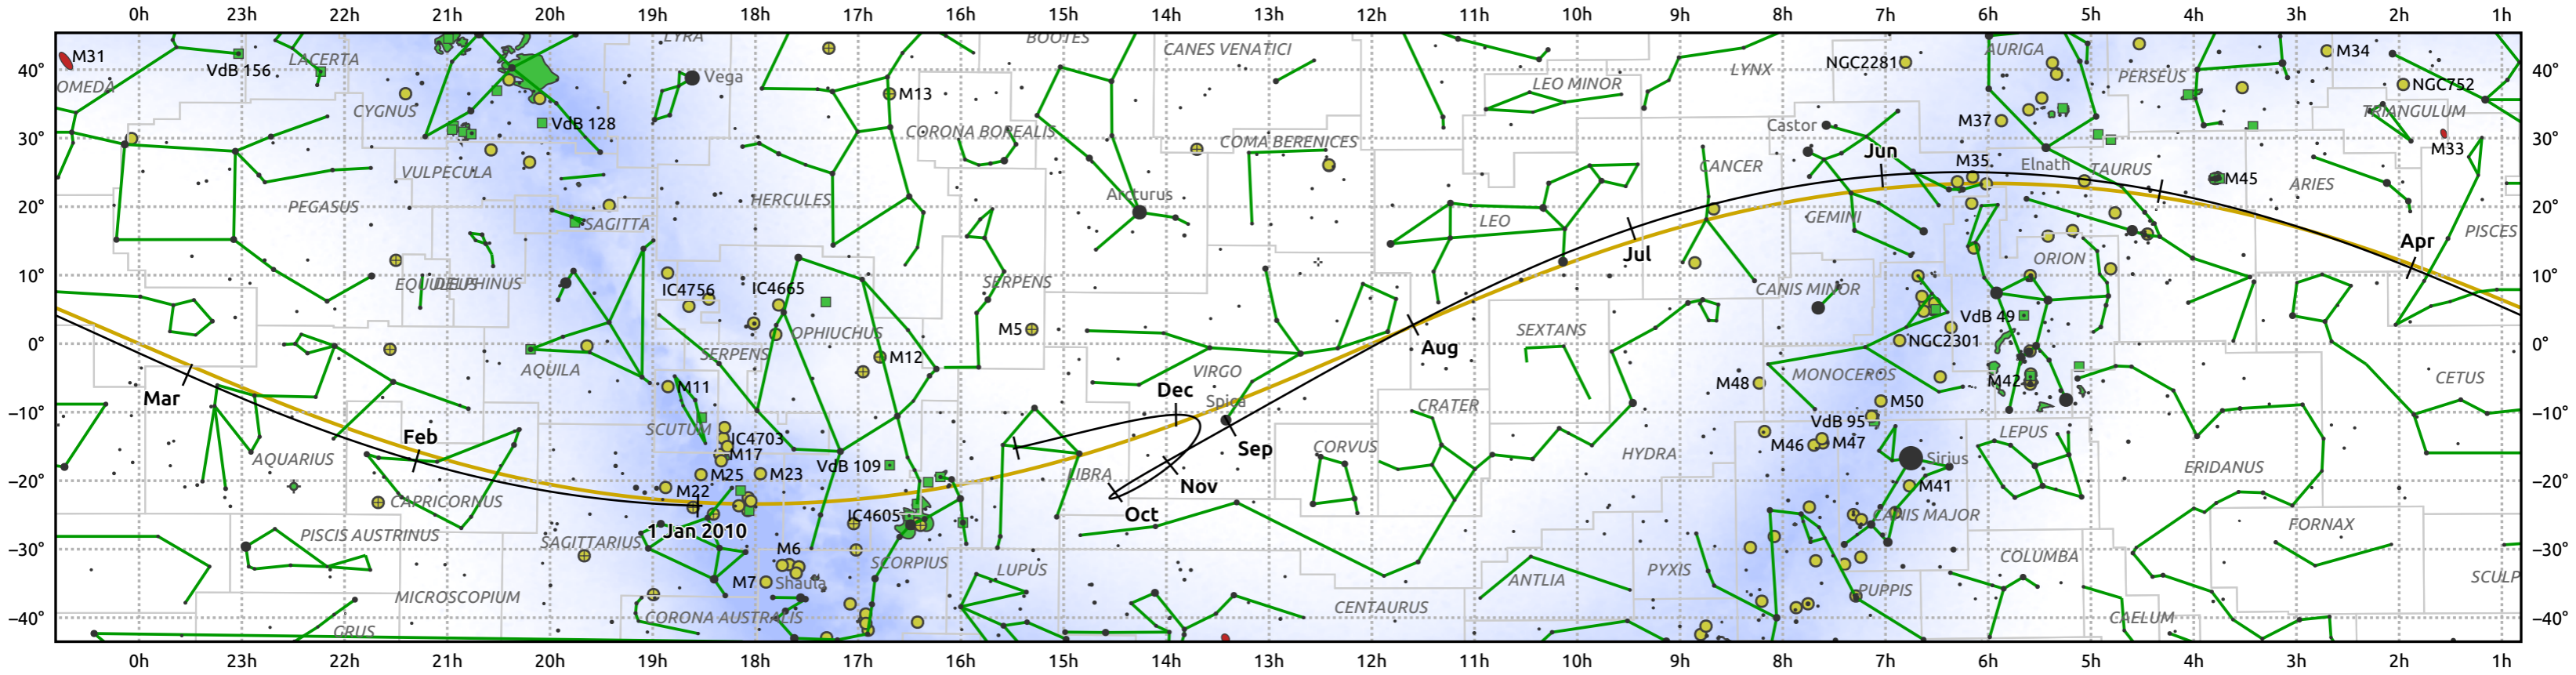 0h 23h 22h 21h 20h 19h 18h 17h 16h 15h 14h 13h 12h 11h 10h 9h 8h 7h 6h 5h 4h 3h 2h 1h
LYRA BOÖTES CANES VENATICI AURIGA
M31 LACERTA M34
40° VdB 156 Vega NGC2281 LYNX PERSEUS 40°
OMEDA LEO MINOR NGC752
CYGNUS M13 TRIANGULUM
VdB 128 CORONA BOREALIS Castor M37
30° COMA BERENICES M33 30°
VULPECULA CANCER Jun M35 Elnath TAURUS
HERCULES Arcturus M45 ARIES
20° PEGASUS SAGITTA LEO GEMINI 20°
Jul Apr PISCES
10° EQUULEUS DELPHINUS SERPENS ORION 10°
IC4756 IC4665 CANIS MINOR
M5 OPHIUCHUS SEXTANS VdB 49
0° SERPENS M12 Aug NGC2301 0°
AQUILA VIRGO M48 MONOCEROS M42 CETUS
Mar M11 Dec Spica CRATER M50
−10° SCUTUM VdB 95 −10°
Feb IC4703 Sep CORVUS M46 M47 LEPUS
AQUARIUS M17 VdB 109 HYDRA Sirius ERIDANUS
−20° M25 M23 LIBRA −20°
CAPRICORNUS M22 Nov M41
IC4605 Oct CANIS MAJOR
PISCIS AUSTRINUS 1 Jan 2010 FORNAX
−30° SAGITTARIUS M6 −30°
SCORPIUS LUPUS ANTLIA PYXIS COLUMBA SCULP
MICROSCOPIUM M7 Shaula PUPPIS
−40° CORONA AUSTRALIS CENTAURUS CAELUM −40°
GRUS
0h 23h 22h 21h 20h 19h 18h 17h 16h 15h 14h 13h 12h 11h 10h 9h 8h 7h 6h 5h 4h 3h 2h 1h